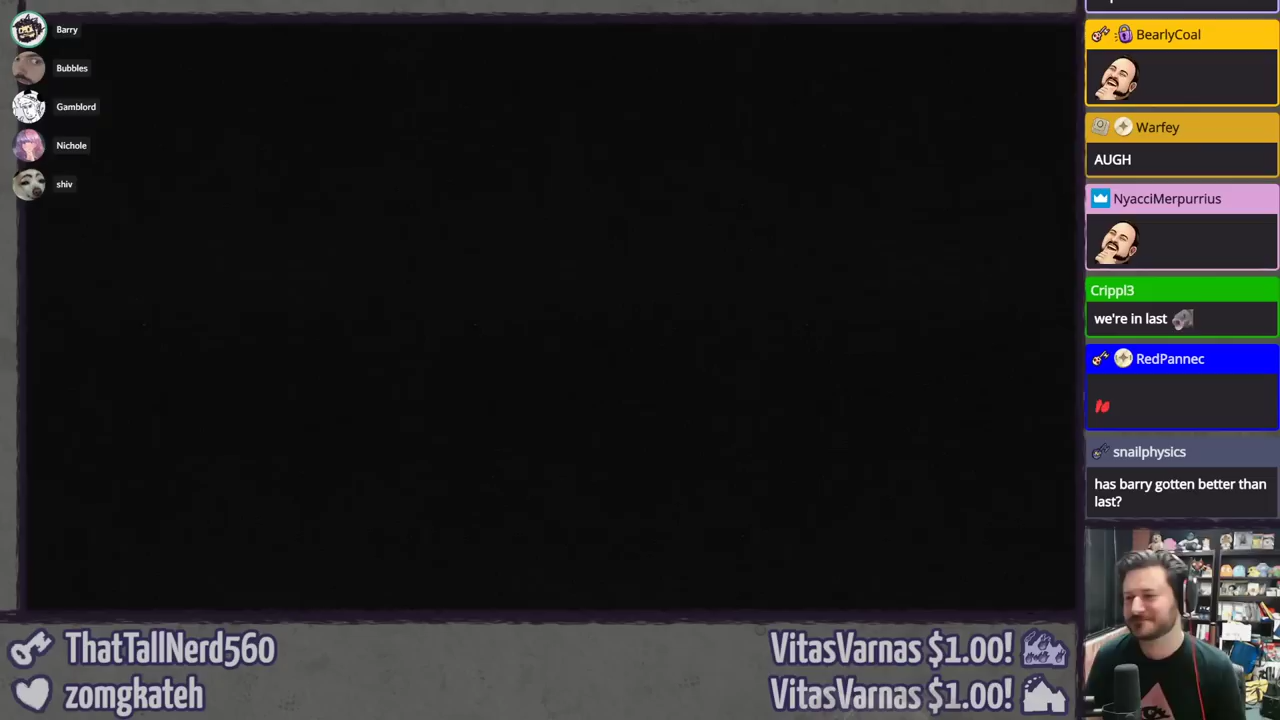 Barry
Bubbles
Gamblord
Nichole
shiv
BearlyCoal
Warfey
AUGH
NyacciMerpurrius
Crippl3
we're in last
RedPannec
snailphysics
has barry gotten better than
last?
ThatTallNerd560
zomgkateh
VitasVarnas $1.00!
VitasVarnas $1.00!